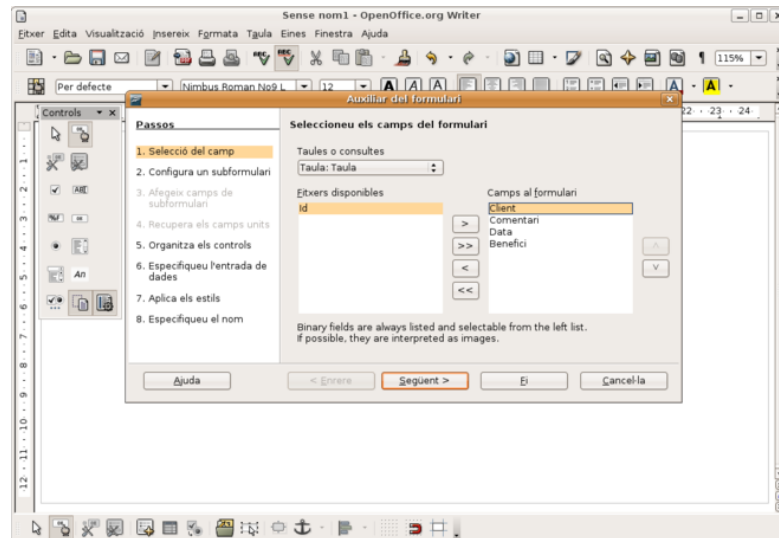 Sense nom1 - OpenOffice.org Writer
Fitxer Edita Visualització Insereix Format Taula Eines Finestra Ajuda
115%
Per defecte Nimbus Roman No9 L 12
Controls
Auxiliar del formulari
22 · 23 · 24
Passos
1. Selecció del camp
2. Configura un subformulari
3. Afegeix camps de
subformulari
4. Recupera els camps units
5. Organitza els controls
6. Especifiqueu l'entrada de
dades
7. Aplica els estils
8. Especifiqueu el nom
Seleccioneu els camps del formulari
Taules o consultes
Taula: Taula
Fitxers disponibles
Id
>
>>
<
<<
Camps al formulari
Client
Comentari
Data
Benefici
Binary fields are always listed and selectable from the left list.
If possible, they are interpreted as images.
Ajuda
< Enrere
Següent >
Fi
Cancel·la